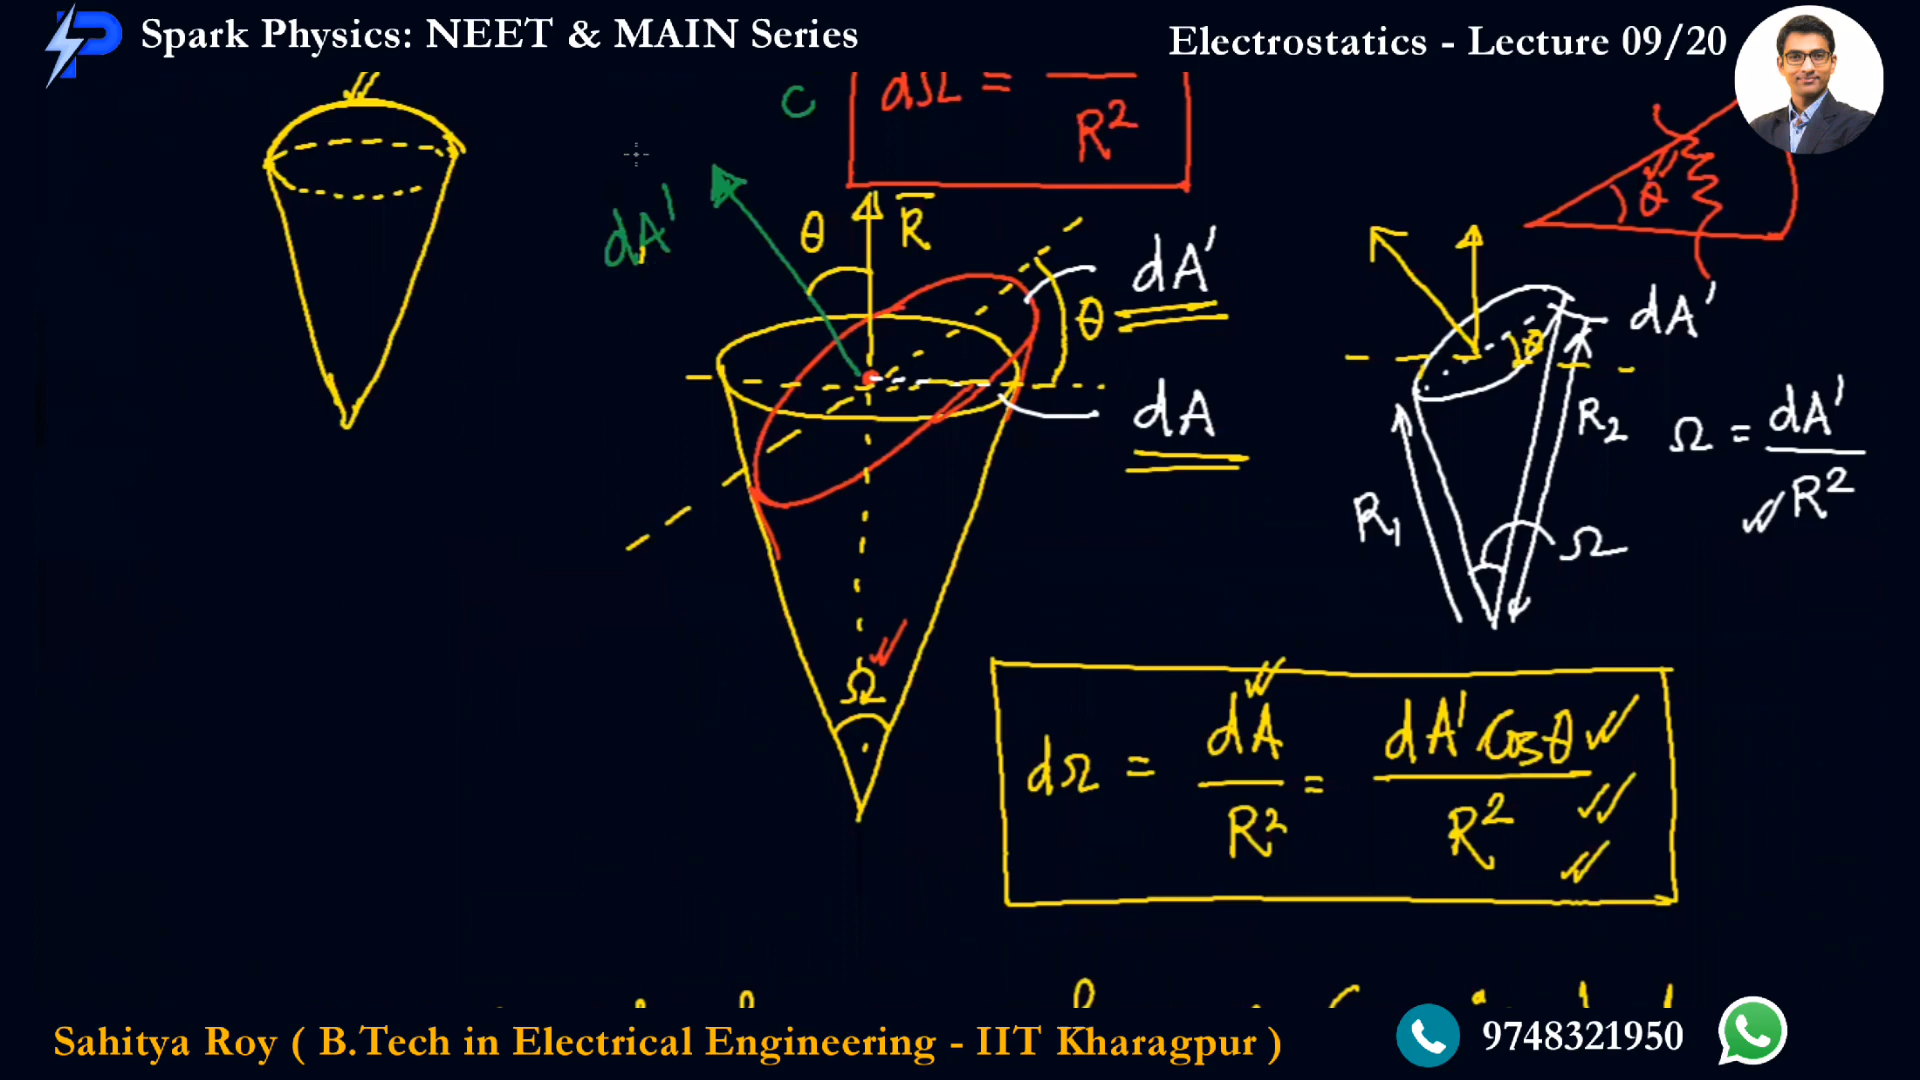 Spark Physics: NEET & MAIN Series
Electrostatics - Lecture 09/20
C
dΩ = ― / R²
θ
dA'
θ
R̅
dA'
θ
dA
Ω
θ
dA'
R₁
R₂
Ω
Ω = dA' / R²
dΩ = dA / R² = dA' Cosθ / R²
Sahitya Roy ( B.Tech in Electrical Engineering - IIT Kharagpur )
9748321950